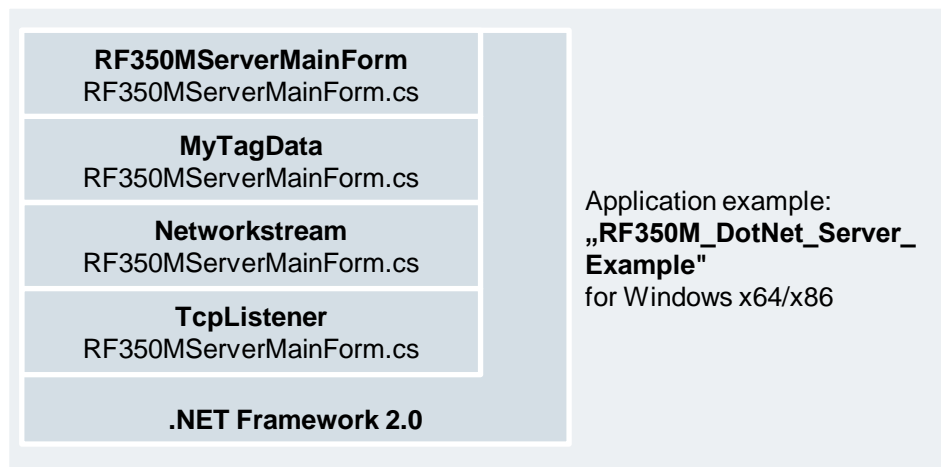 RF350MServerMainForm
RF350MServerMainForm.cs
MyTagData
RF350MServerMainForm.cs
Networkstream
RF350MServerMainForm.cs
TcpListener
RF350MServerMainForm.cs
.NET Framework 2.0
Application example:
„RF350M_DotNet_Server_
Example"
for Windows x64/x86